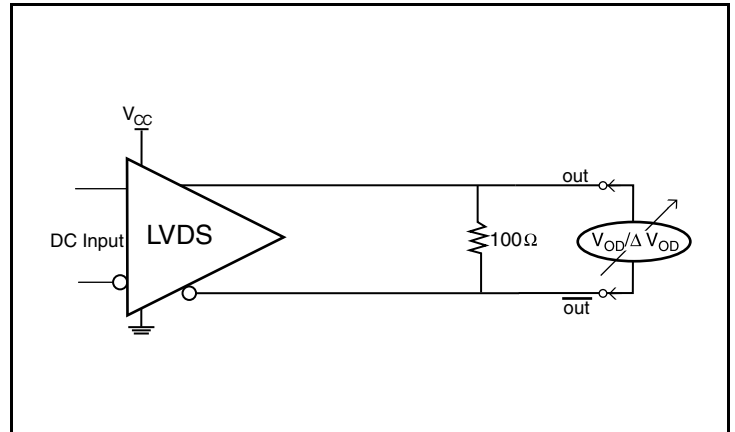 V_CC
out
DC Input
LVDS
100Ω
V_OD/Δ V_OD
out